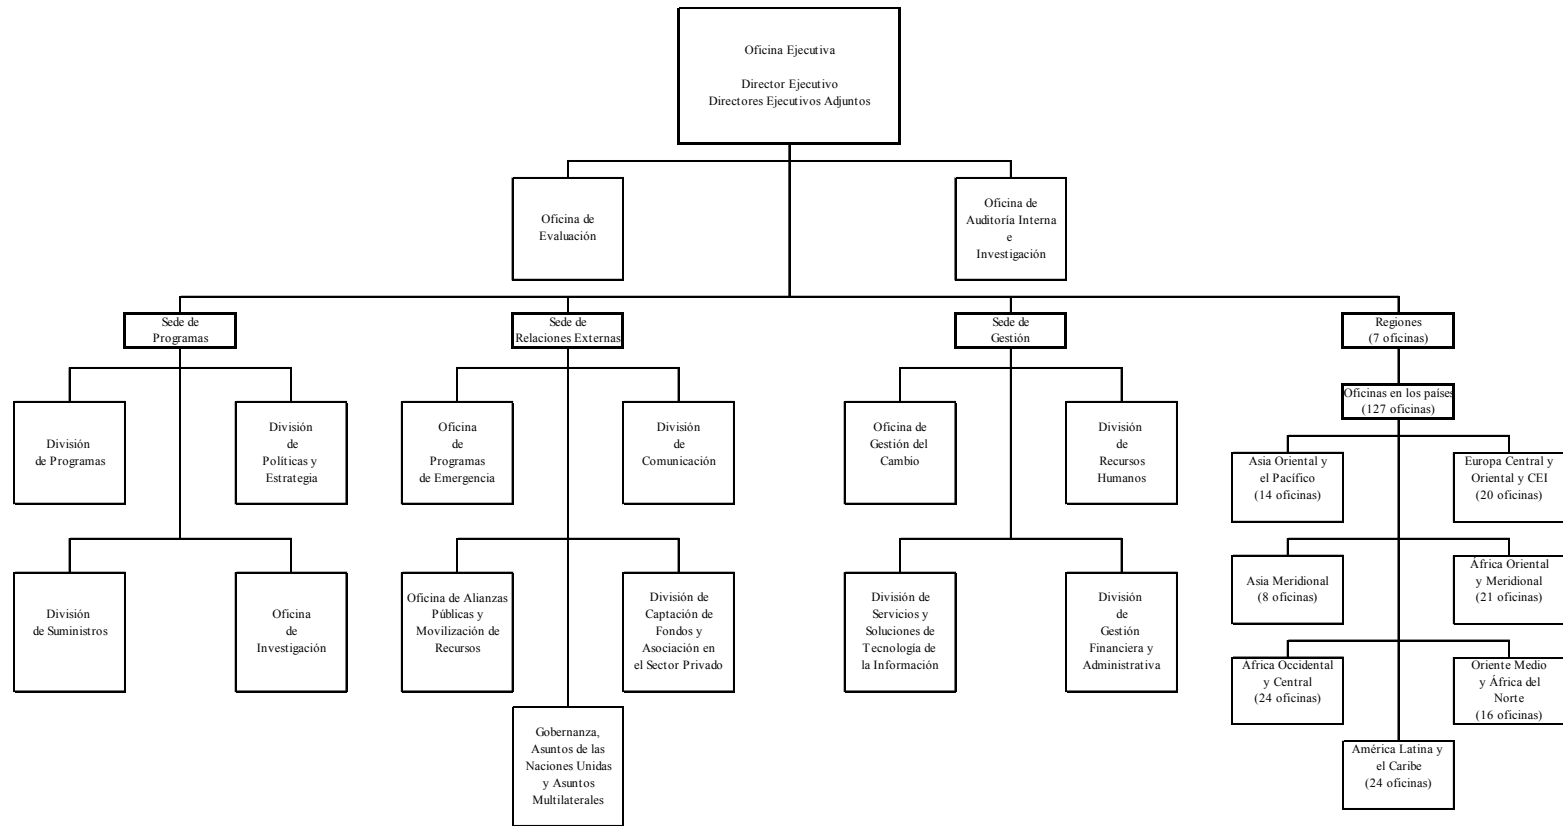 Oficina Ejecutiva
Director Ejecutivo
Directores Ejecutivos Adjuntos
Oficina de
Evaluación
Oficina de
Auditoría Interna
e
Investigación
Sede de
Programas
Sede de
Relaciones Externas
Sede de
Gestión
Regiones
(7 oficinas)
Oficinas en los países
(127 oficinas)
División
de Programas
División
de
Políticas y
Estrategia
Oficina
de
Programas
de Emergencia
División
de
Comunicación
Oficina de
Gestión del
Cambio
División
de
Recursos
Humanos
Asia Oriental y
el Pacífico
(14 oficinas)
Europa Central y
Oriental y CEI
(20 oficinas)
División
de Suministros
Oficina
de
Investigación
Oficina de Alianzas
Públicas y
Movilización de
Recursos
División de
Captación de
Fondos y
Asociación en
el Sector Privado
División de
Servicios y
Soluciones de
Tecnología de
la Información
División
de
Gestión
Financiera y
Administrativa
Asia Meridional
(8 oficinas)
África Oriental
y Meridional
(21 oficinas)
Africa Occidental
y Central
(24 oficinas)
Oriente Medio
y África del
Norte
(16 oficinas)
Gobernanza,
Asuntos de las
Naciones Unidas
y Asuntos
Multilaterales
América Latina y
el Caribe
(24 oficinas)